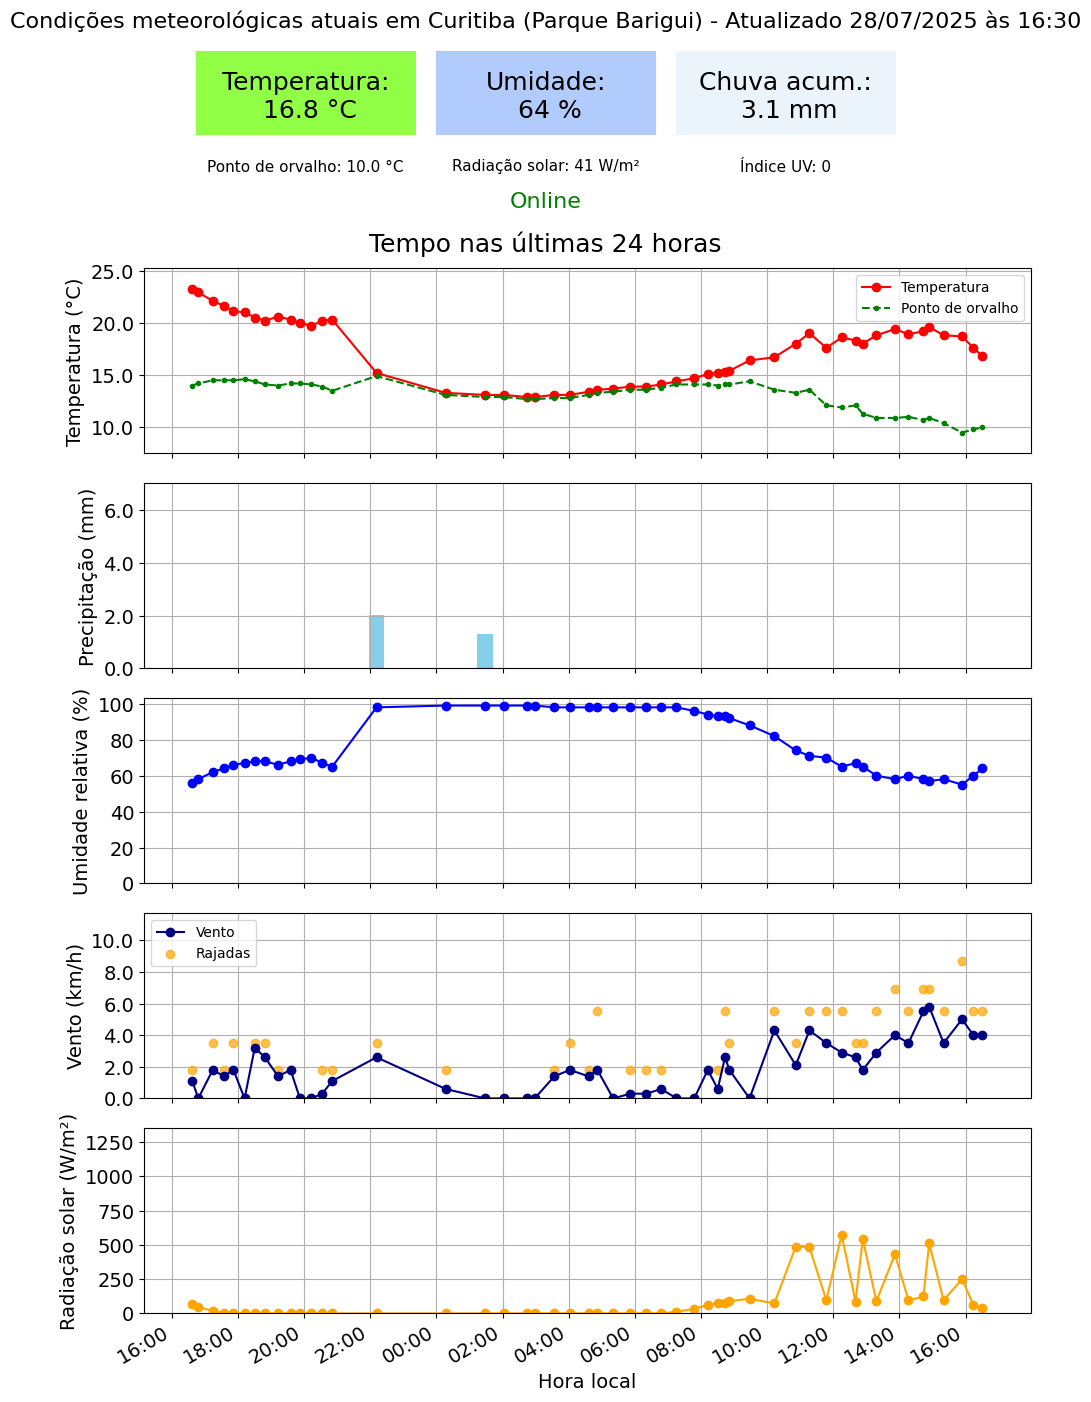 Condições meteorológicas atuais em Curitiba (Parque Barigui) - Atualizado 28/07/2025 às 16:30
Temperatura:
16.8 °C
Umidade:
64 %
Chuva acum.:
3.1 mm
Ponto de orvalho: 10.0 °C
Radiação solar: 41 W/m²
Índice UV: 0
Online
Tempo nas últimas 24 horas
Temperatura (°C)
25.0
20.0
15.0
10.0
Temperatura
Ponto de orvalho
Precipitação (mm)
6.0
4.0
2.0
0.0
Umidade relativa (%)
100
80
60
40
20
0
Vento (km/h)
10.0
8.0
6.0
4.0
2.0
0.0
Vento
Rajadas
Radiação solar (W/m²)
1250
1000
750
500
250
0
16:00
18:00
20:00
22:00
00:00
02:00
04:00
06:00
08:00
10:00
12:00
14:00
16:00
Hora local